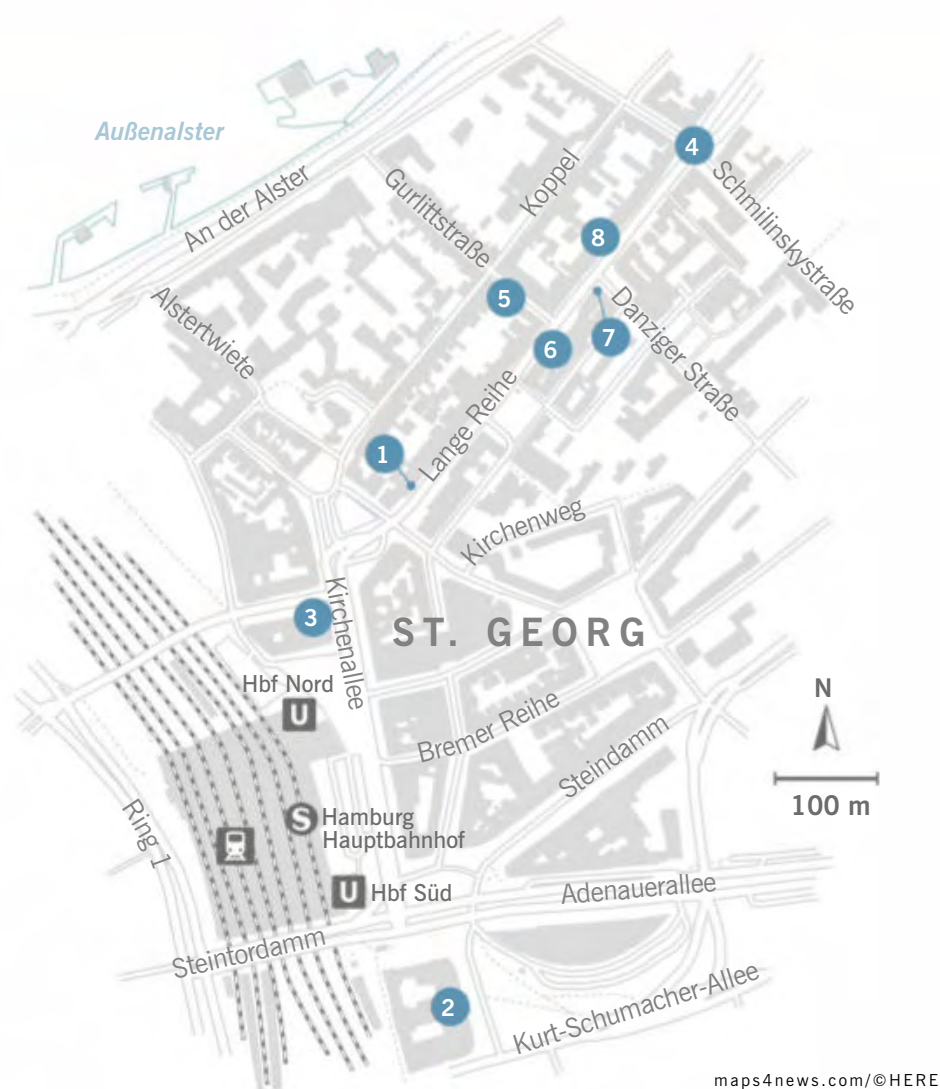 Außenalster
4
An der Alster
Gurlittstraße
Koppel
Schmilinskystraße
8
5
Alstertwiete
Danziger Straße
7
6
Lange Reihe
1
Kirchenweg
3
Kirchenallee
ST. GEORG
Hbf Nord
U
N
Bremer Reihe
Steindamm
100 m
Ring 1
S
Hamburg
Hauptbahnhof
U
Hbf Süd
Adenauerallee
Steintordamm
2
Kurt-Schumacher-Allee
maps4news.com/©HERE